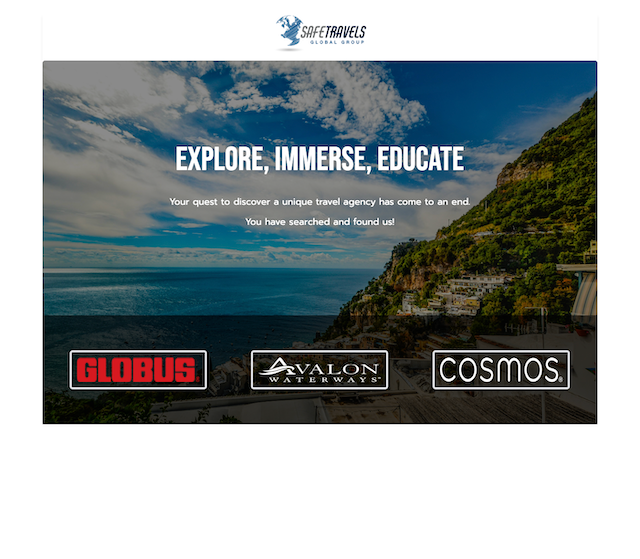 SAFETRAVELS
GLOBAL GROUP
EXPLORE, IMMERSE, EDUCATE
Your quest to discover a unique travel agency has come to an end.
You have searched and found us!
GLOBUS®
AVALON
WATERWAYS®
COSMOS®